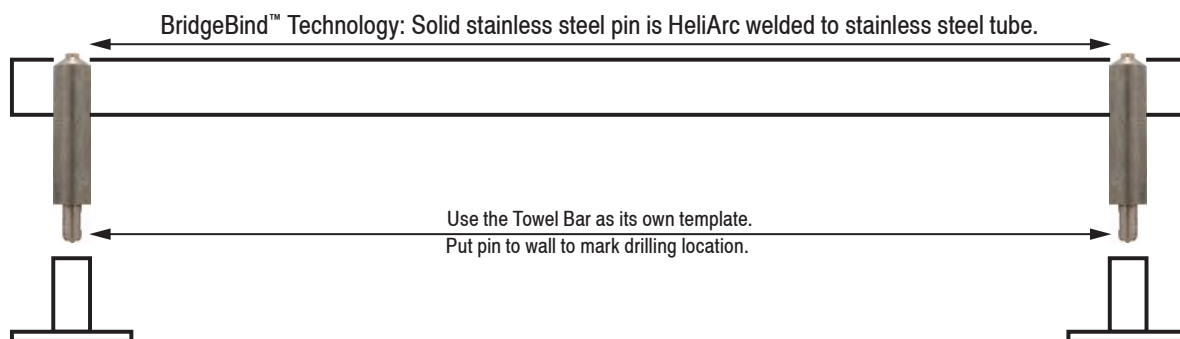 BridgeBind™ Technology: Solid stainless steel pin is HeliArc welded to stainless steel tube.
Use the Towel Bar as its own template.
Put pin to wall to mark drilling location.